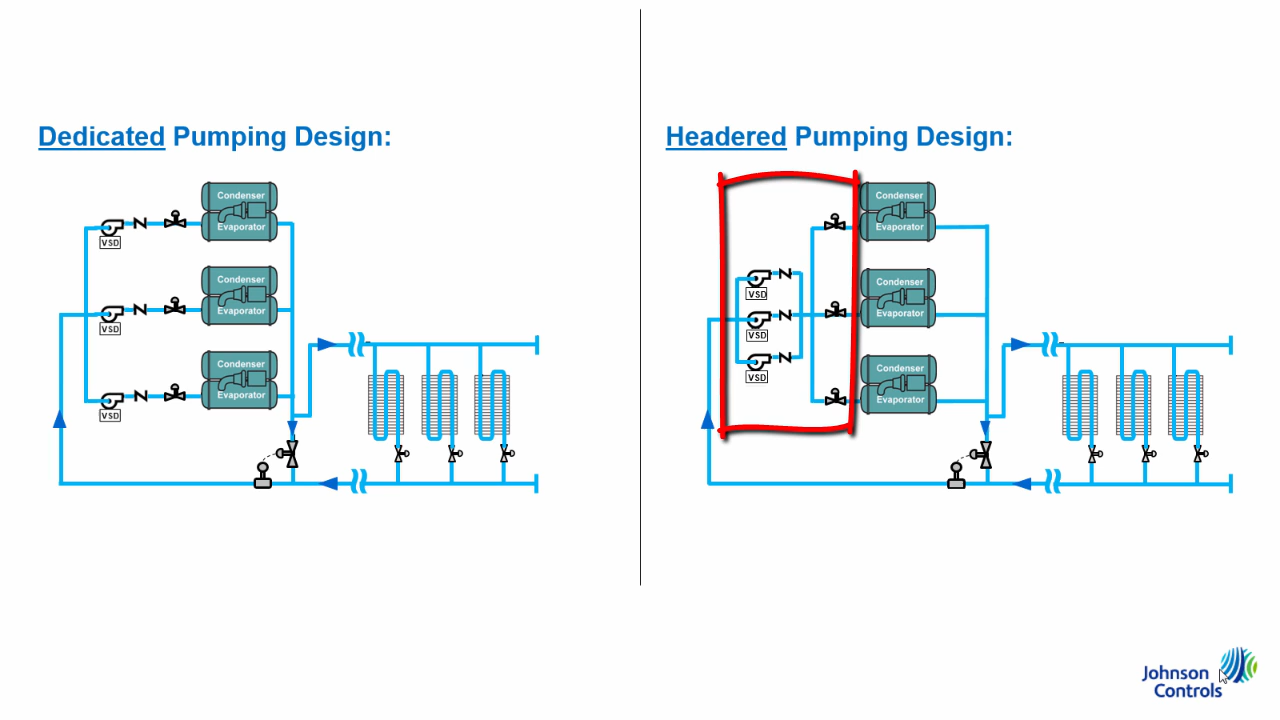 Dedicated Pumping Design:
Condenser
Evaporator
VSD
Condenser
Evaporator
VSD
Condenser
Evaporator
VSD
Headered Pumping Design:
Condenser
Evaporator
VSD
Condenser
Evaporator
VSD
Condenser
VSD
Evaporator
Johnson
Controls